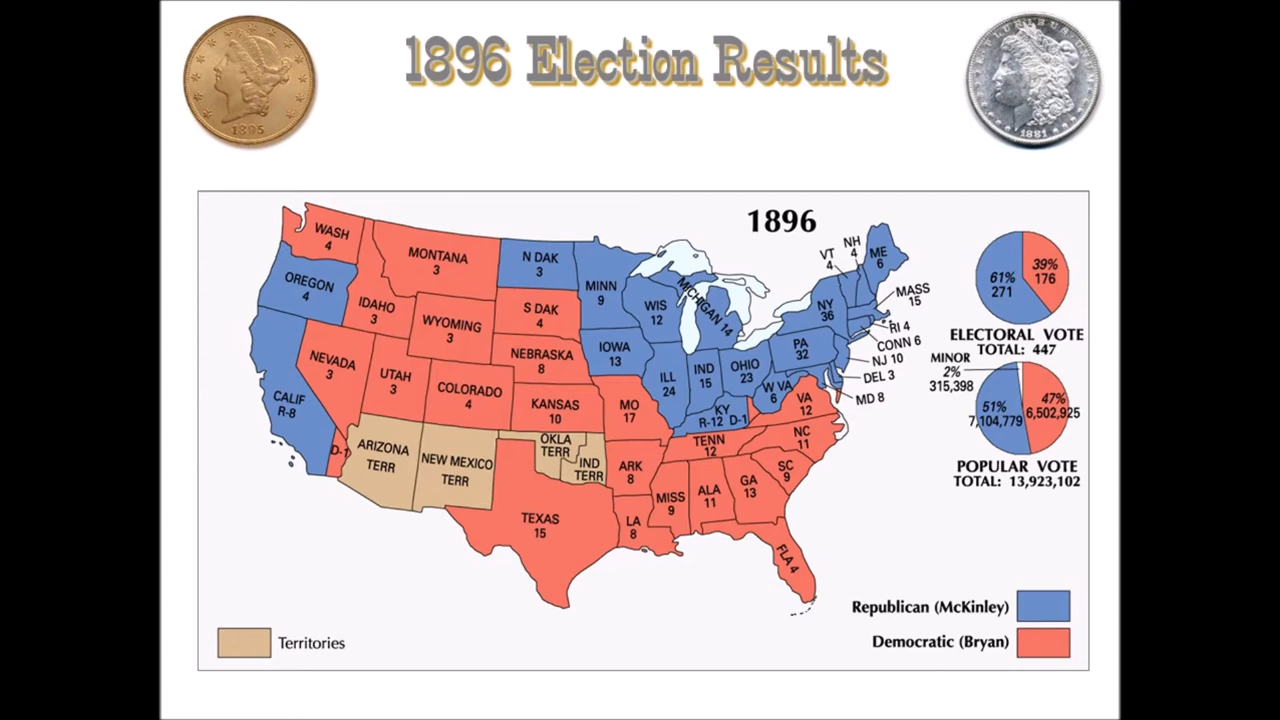 1896 Election Results
1895
E PLURIBUS UNUM
1881
1896
WASH
4
OREGON
4
CALIF
R-8
D-1
NEVADA
3
IDAHO
3
MONTANA
3
WYOMING
3
UTAH
3
COLORADO
4
ARIZONA
TERR
NEW MEXICO
TERR
N DAK
3
S DAK
4
NEBRASKA
8
KANSAS
10
OKLA
TERR
IND
TERR
TEXAS
15
MINN
9
IOWA
13
MO
17
ARK
8
LA
8
WIS
12
ILL
24
MICHIGAN 14
IND
15
OHIO
23
KY
R-12 D-1
TENN
12
MISS
9
ALA
11
GA
13
FLA 4
SC
9
NC
11
VA
12
W VA
6
PA
32
NY
36
VT
4
NH
4
ME
6
MASS
15
RI 4
CONN 6
NJ 10
DEL 3
MD 8
61%
271
39%
176
ELECTORAL VOTE
TOTAL: 447
MINOR
2%
315,398
51%
7,104,779
47%
6,502,925
POPULAR VOTE
TOTAL: 13,923,102
Republican (McKinley)
Democratic (Bryan)
Territories